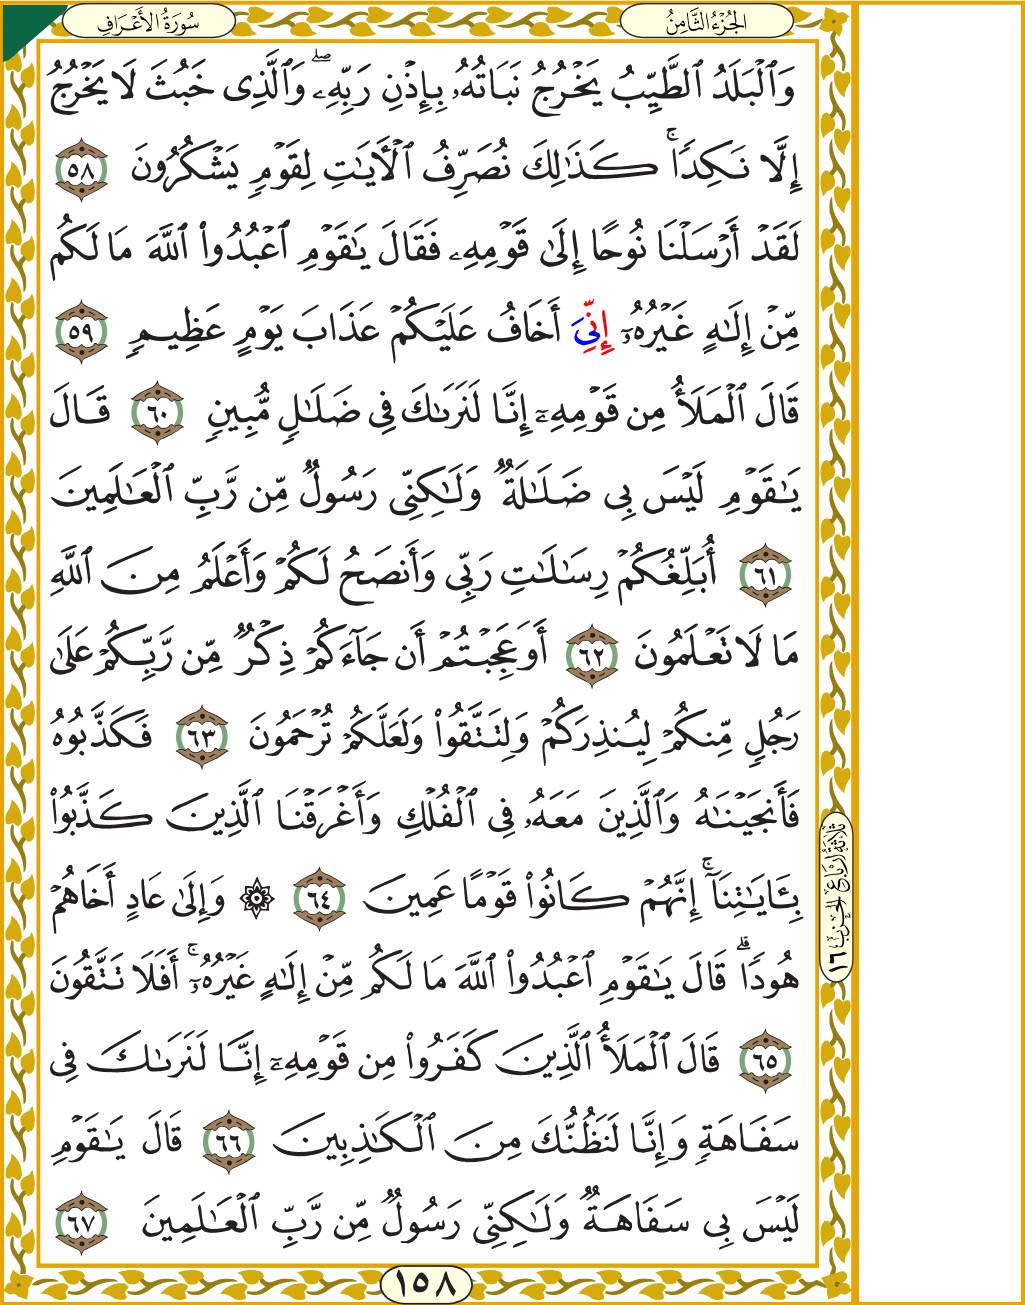 سُورَةُ الأَعْرَافِ
الجُزْءُ الثَّامِنُ
وَٱلْبَلَدُ ٱلطَّيِّبُ يَخْرُجُ نَبَاتُهُۥ بِإِذْنِ رَبِّهِۦۖ وَٱلَّذِى خَبُثَ لَا يَخْرُجُ
إِلَّا نَكِدًاۚ كَذَٰلِكَ نُصَرِّفُ ٱلْأَيَٰتِ لِقَوْمٍ يَشْكُرُونَ ٥٨
لَقَدْ أَرْسَلْنَا نُوحًا إِلَىٰ قَوْمِهِۦ فَقَالَ يَٰقَوْمِ ٱعْبُدُوا۟ ٱللَّهَ مَا لَكُم
مِّنْ إِلَٰهٍ غَيْرُهُۥٓ إِنِّىَ أَخَافُ عَلَيْكُمْ عَذَابَ يَوْمٍ عَظِيمٍ ٥٩
قَالَ ٱلْمَلَأُ مِن قَوْمِهِۦٓ إِنَّا لَنَرَىٰكَ فِى ضَلَٰلٍ مُّبِينٍ ٦٠ قَالَ
يَٰقَوْمِ لَيْسَ بِى ضَلَٰلَةٌ وَلَٰكِنِّى رَسُولٌ مِّن رَّبِّ ٱلْعَٰلَمِينَ
٦١ أُبَلِّغُكُمْ رِسَٰلَٰتِ رَبِّى وَأَنصَحُ لَكُمْ وَأَعْلَمُ مِنَ ٱللَّهِ
مَا لَا تَعْلَمُونَ ٦٢ أَوَعَجِبْتُمْ أَن جَآءَكُمْ ذِكْرٌ مِّن رَّبِّكُمْ عَلَىٰ
رَجُلٍ مِّنكُمْ لِيُنذِرَكُمْ وَلِتَتَّقُوا۟ وَلَعَلَّكُمْ تُرْحَمُونَ ٦٣ فَكَذَّبُوهُ
فَأَنجَيْنَٰهُ وَٱلَّذِينَ مَعَهُۥ فِى ٱلْفُلْكِ وَأَغْرَقْنَا ٱلَّذِينَ كَذَّبُوا۟
بِـَٔايَٰتِنَآۚ إِنَّهُمْ كَانُوا۟ قَوْمًا عَمِينَ ٦٤ ۞ وَإِلَىٰ عَادٍ أَخَاهُمْ
هُودًاۗ قَالَ يَٰقَوْمِ ٱعْبُدُوا۟ ٱللَّهَ مَا لَكُم مِّنْ إِلَٰهٍ غَيْرُهُۥٓۚ أَفَلَا تَتَّقُونَ
٦٥ قَالَ ٱلْمَلَأُ ٱلَّذِينَ كَفَرُوا۟ مِن قَوْمِهِۦٓ إِنَّا لَنَرَىٰكَ فِى
سَفَاهَةٍ وَإِنَّا لَنَظُنُّكَ مِنَ ٱلْكَٰذِبِينَ ٦٦ قَالَ يَٰقَوْمِ
لَيْسَ بِى سَفَاهَةٌ وَلَٰكِنِّى رَسُولٌ مِّن رَّبِّ ٱلْعَٰلَمِينَ ٦٧
ثَلَاثَةُ أَرْبَاعِ الحِزْبِ ١٦
١٥٨